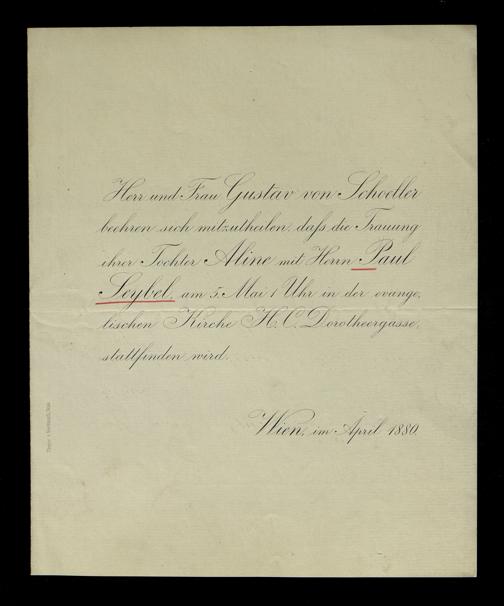 Herr und Frau Gustav von Schoeller
beehren sich mitzutheilen, daſs die Trauung
ihrer Tochter Aline mit Herrn Paul
Seybel, am 5. Mai 1 Uhr in der evange„
lischen Kirche H. C. Dorotheergasse,
stattfinden wird.
Wien, im April 1880.